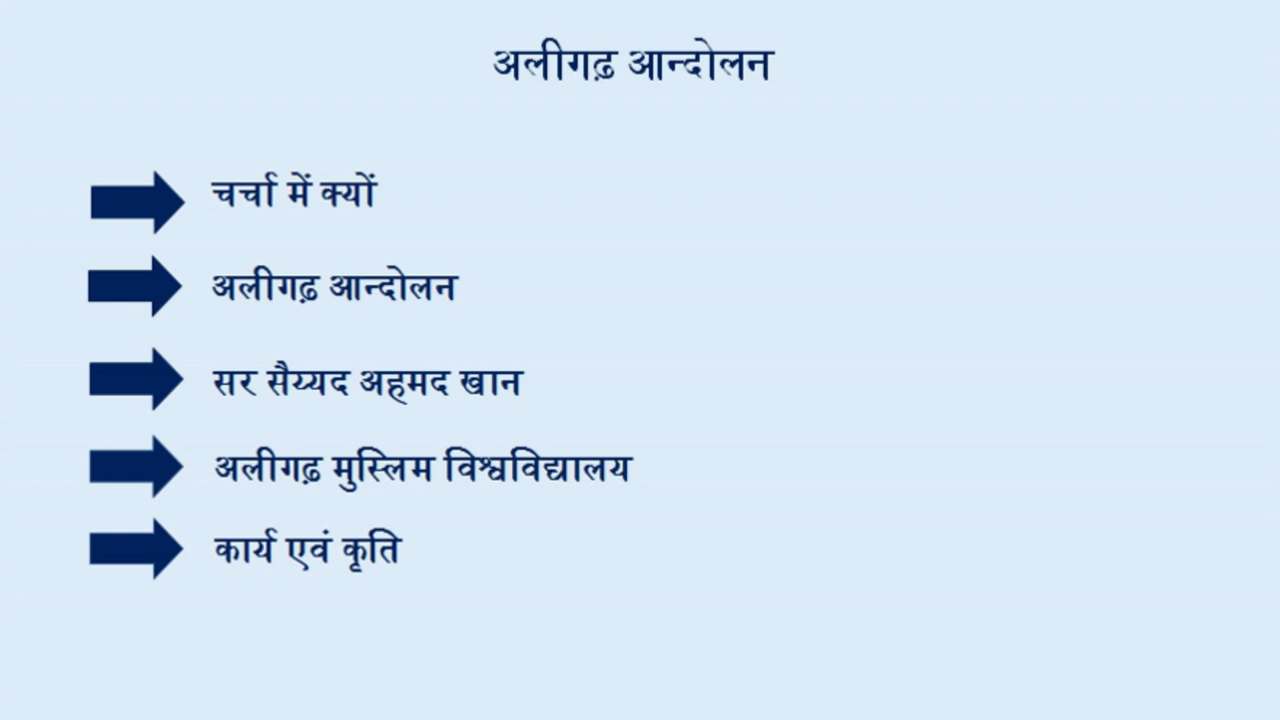 अलीगढ़ आन्दोलन
चर्चा में क्यों
अलीगढ़ आन्दोलन
सर सैय्यद अहमद खान
अलीगढ़ मुस्लिम विश्वविद्यालय
कार्य एवं कृति